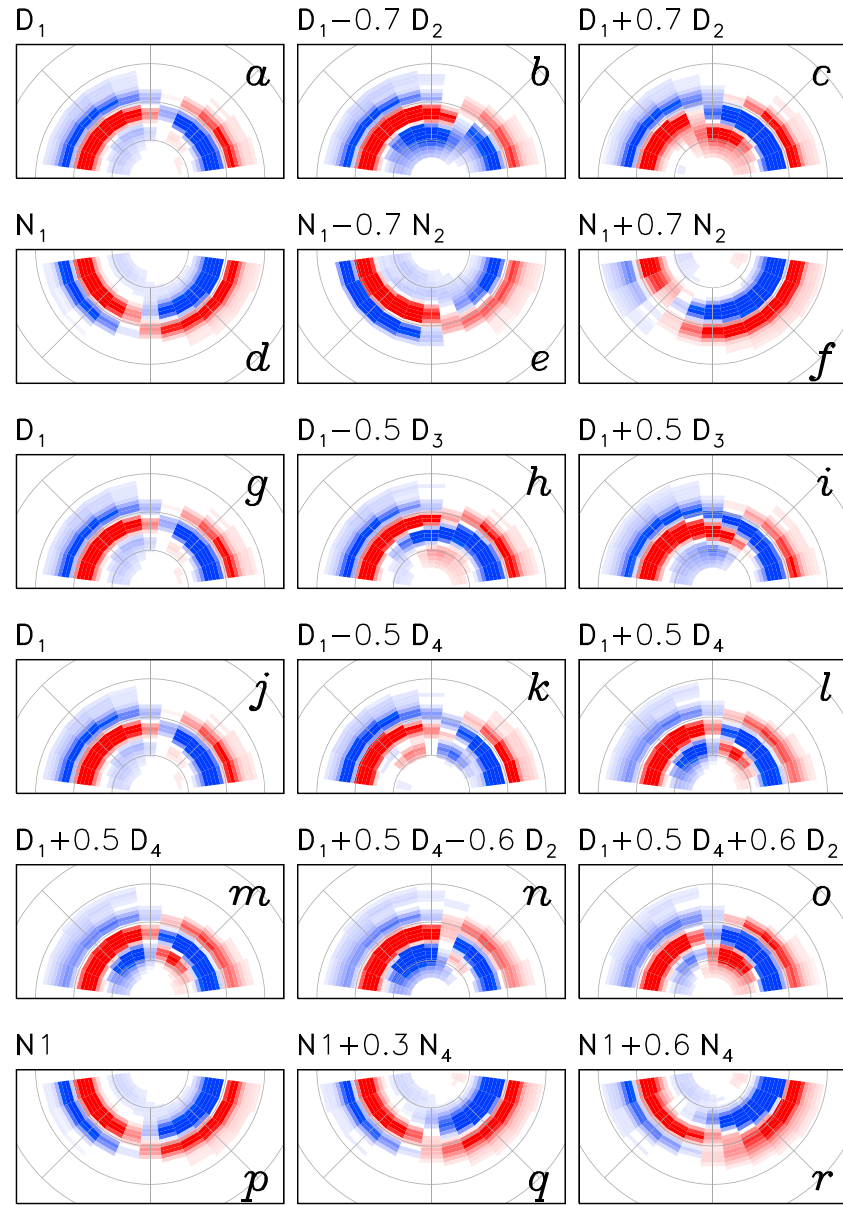 D₁ D₁−0.7 D₂ D₁+0.7 D₂
a b c
N₁ N₁−0.7 N₂ N₁+0.7 N₂
d e f
D₁ D₁−0.5 D₃ D₁+0.5 D₃
g h i
D₁ D₁−0.5 D₄ D₁+0.5 D₄
j k l
D₁+0.5 D₄ D₁+0.5 D₄−0.6 D₂ D₁+0.5 D₄+0.6 D₂
m n o
N1 N1+0.3 N₄ N1+0.6 N₄
p q r